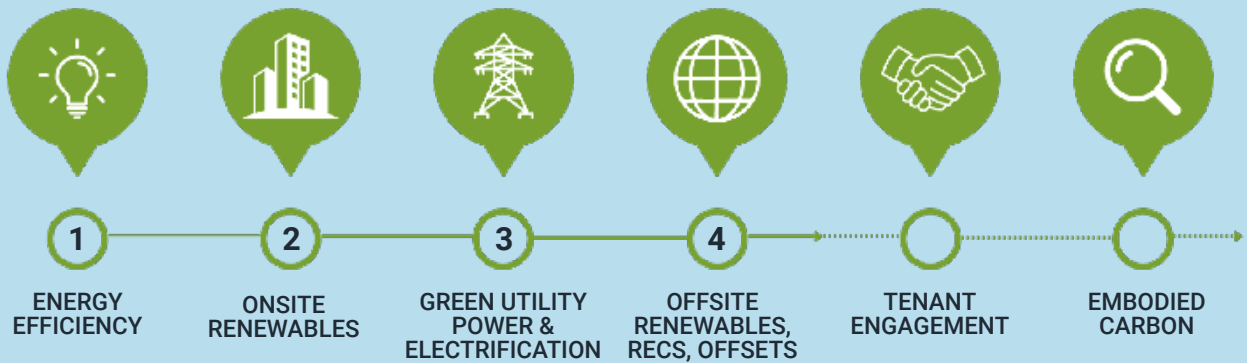 1
2
3
4
ENERGY
EFFICIENCY
ONSITE
RENEWABLES
GREEN UTILITY
POWER &
ELECTRIFICATION
OFFSITE
RENEWABLES,
RECS, OFFSETS
TENANT
ENGAGEMENT
EMBODIED
CARBON